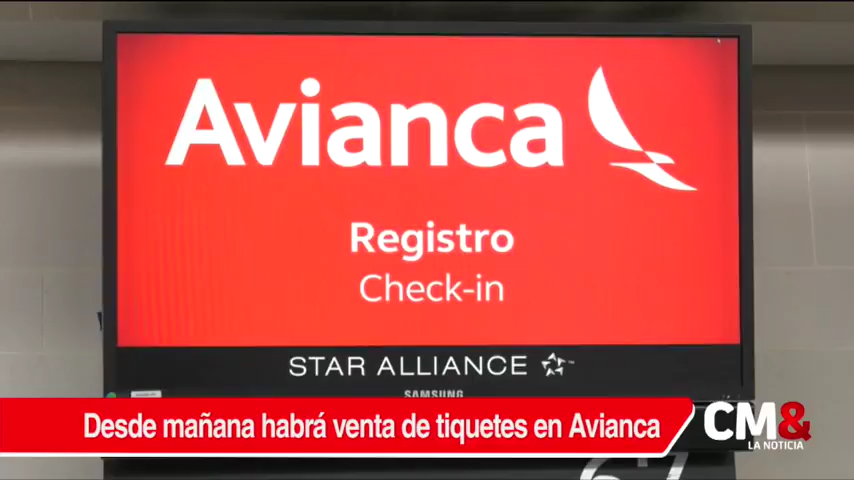 Avianca
Registro
Check-in
STAR ALLIANCE
SAMSUNG
Desde mañana habrá venta de tiquetes en Avianca
CM&
LA NOTICIA